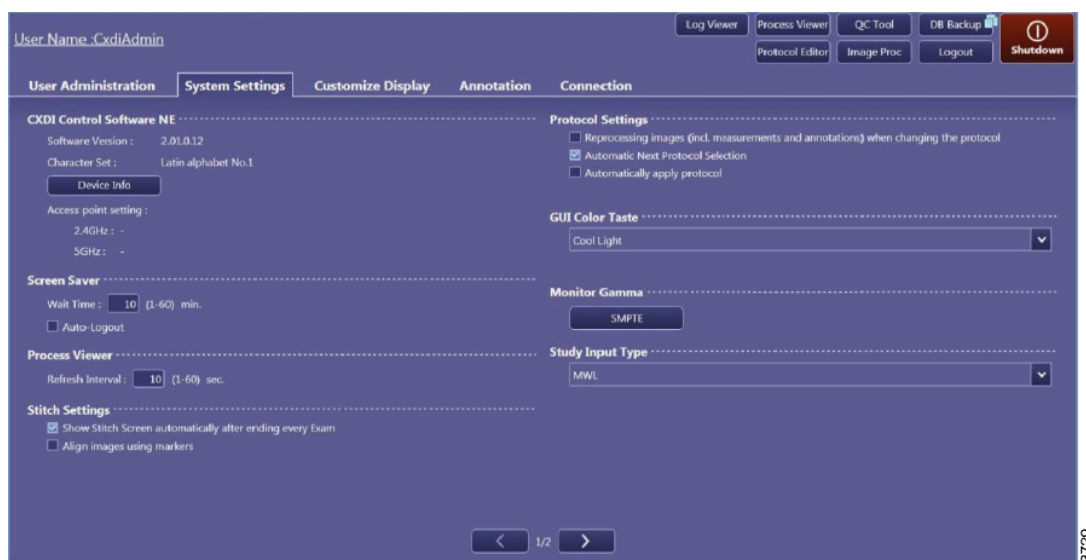 User Name :CxdiAdmin
Log Viewer
Process Viewer
QC Tool
DB Backup
Protocol Editor
Image Proc
Logout
Shutdown
User Administration
System Settings
Customize Display
Annotation
Connection
CXDI Control Software NE
Software Version : 2.01.0.12
Character Set : Latin alphabet No.1
Device Info
Access point setting :
2.4GHz : -
5GHz : -
Screen Saver
Wait Time : 10 (1-60) min.
Auto-Logout
Process Viewer
Refresh Interval : 10 (1-60) sec.
Stitch Settings
Show Stitch Screen automatically after ending every Exam
Align images using markers
Protocol Settings
Reprocessing images (incl. measurements and annotations) when changing the protocol
Automatic Next Protocol Selection
Automatically apply protocol
GUI Color Taste
Cool Light
Monitor Gamma
SMPTE
Study Input Type
MWL
1/2